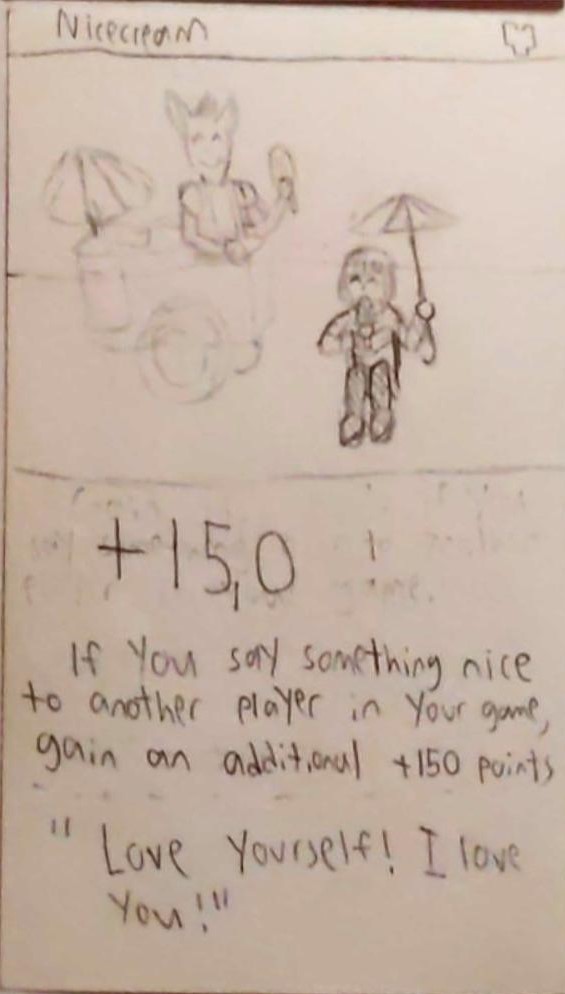 Nicecream
+15,0
If you say something nice
to another player in your game,
gain an additional +150 points
"Love yourself! I love
you!"